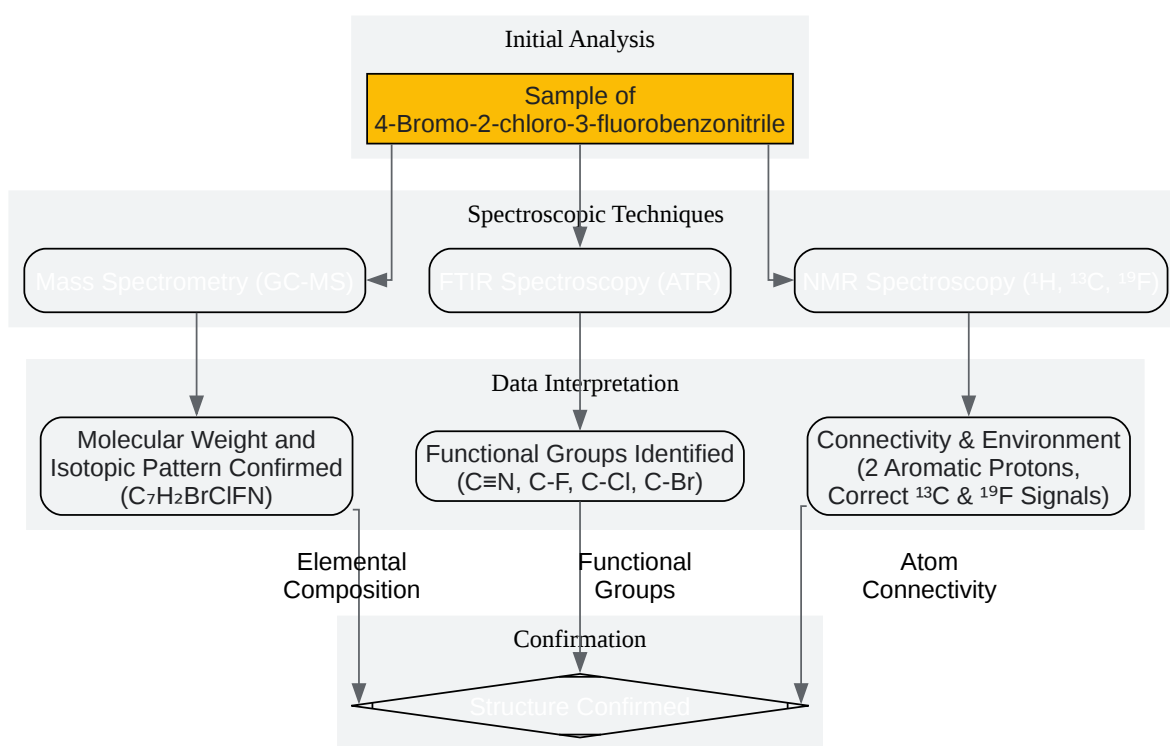 Initial Analysis
Sample of
4-Bromo-2-chloro-3-fluorobenzonitrile
Spectroscopic Techniques
Mass Spectrometry (GC-MS)
FTIR Spectroscopy (ATR)
NMR Spectroscopy (¹H, ¹³C, ¹⁹F)
Data Interpretation
Molecular Weight and
Isotopic Pattern Confirmed
(C₇H₂BrClFN)
Functional Groups Identified
(C≡N, C-F, C-Cl, C-Br)
Connectivity & Environment
(2 Aromatic Protons,
Correct ¹³C & ¹⁹F Signals)
Elemental
Composition
Functional
Groups
Atom
Connectivity
Confirmation
Structure Confirmed